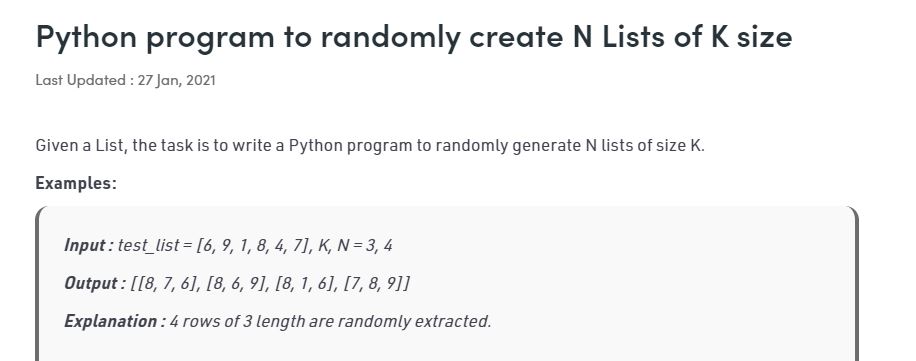 Python program to randomly create N Lists of K size
Last Updated : 27 Jan, 2021
Given a List, the task is to write a Python program to randomly generate N lists of size K.
Examples:
Input : test_list = [6, 9, 1, 8, 4, 7], K, N = 3, 4
Output : [[8, 7, 6], [8, 6, 9], [8, 1, 6], [7, 8, 9]]
Explanation : 4 rows of 3 length are randomly extracted.